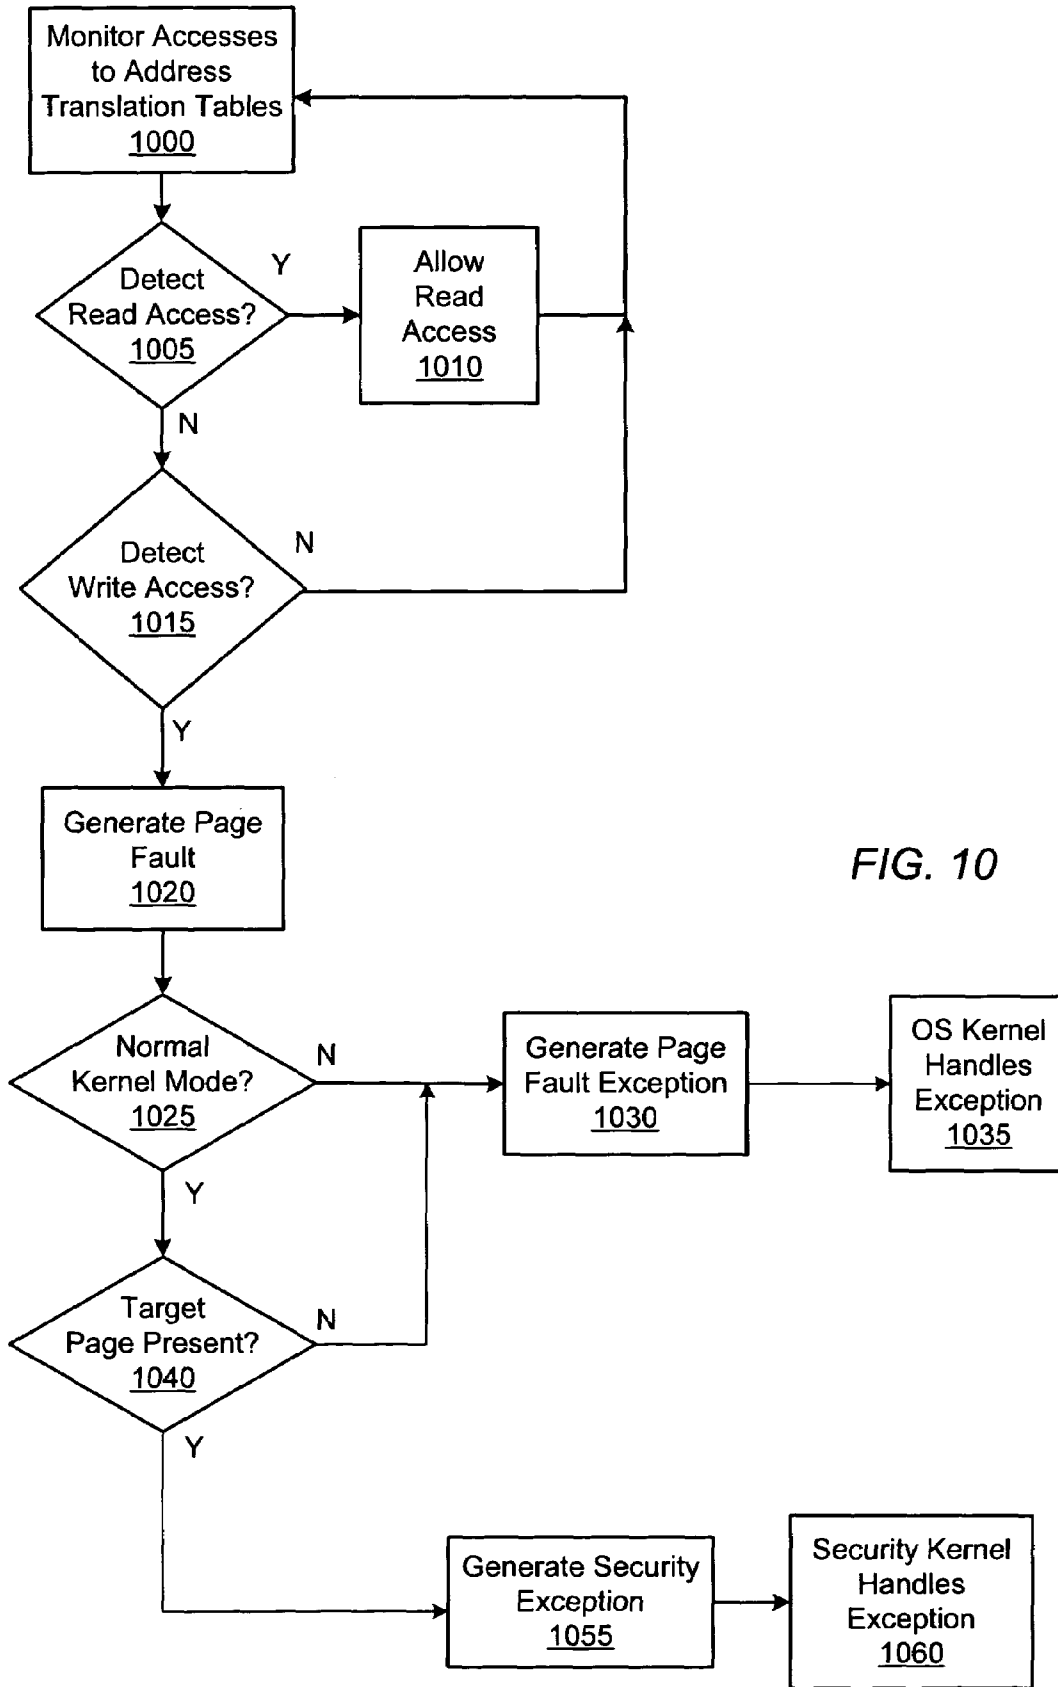 Monitor Accesses
to Address
Translation Tables
1000
Detect
Read Access?
1005
Y
Allow
Read
Access
1010
N
Detect
Write Access?
1015
N
Y
Generate Page
Fault
1020
FIG. 10
Normal
Kernel Mode?
1025
N
Generate Page
Fault Exception
1030
OS Kernel
Handles
Exception
1035
Y
Target
Page Present?
1040
N
Y
Generate Security
Exception
1055
Security Kernel
Handles
Exception
1060